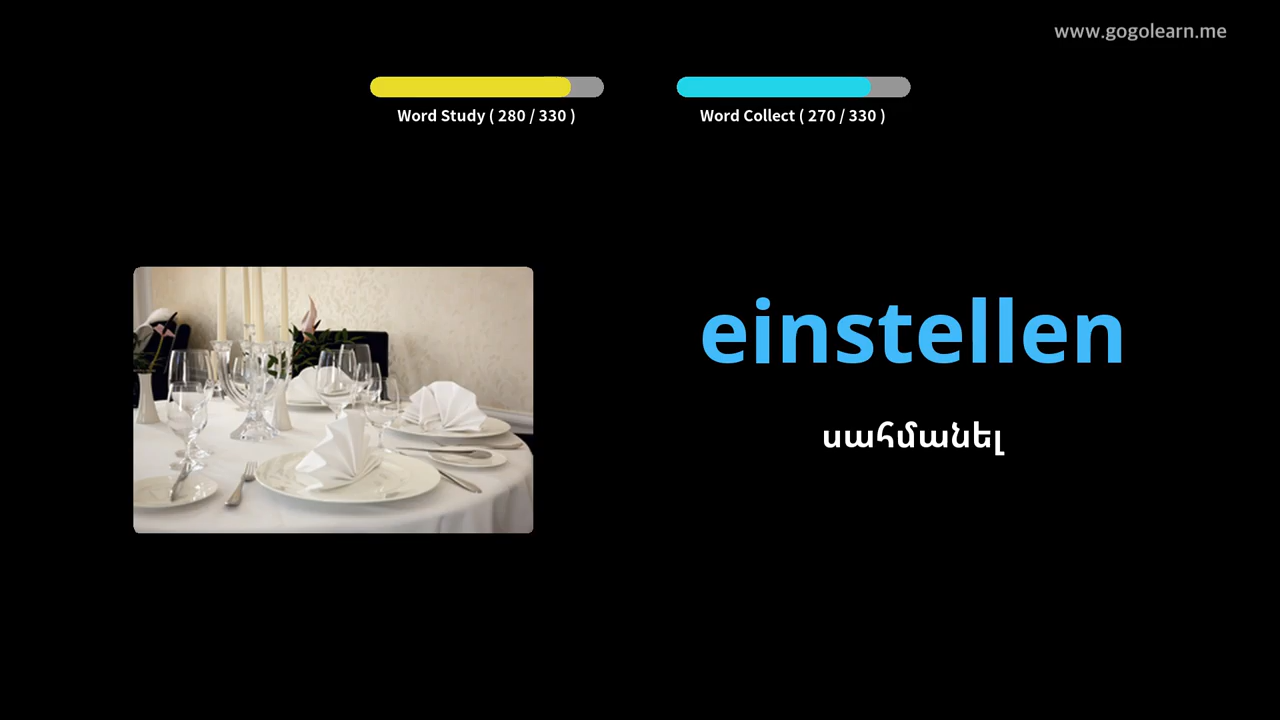 www.gogolearn.me
Word Study ( 280 / 330 )
Word Collect ( 270 / 330 )
einstellen
սահմանել